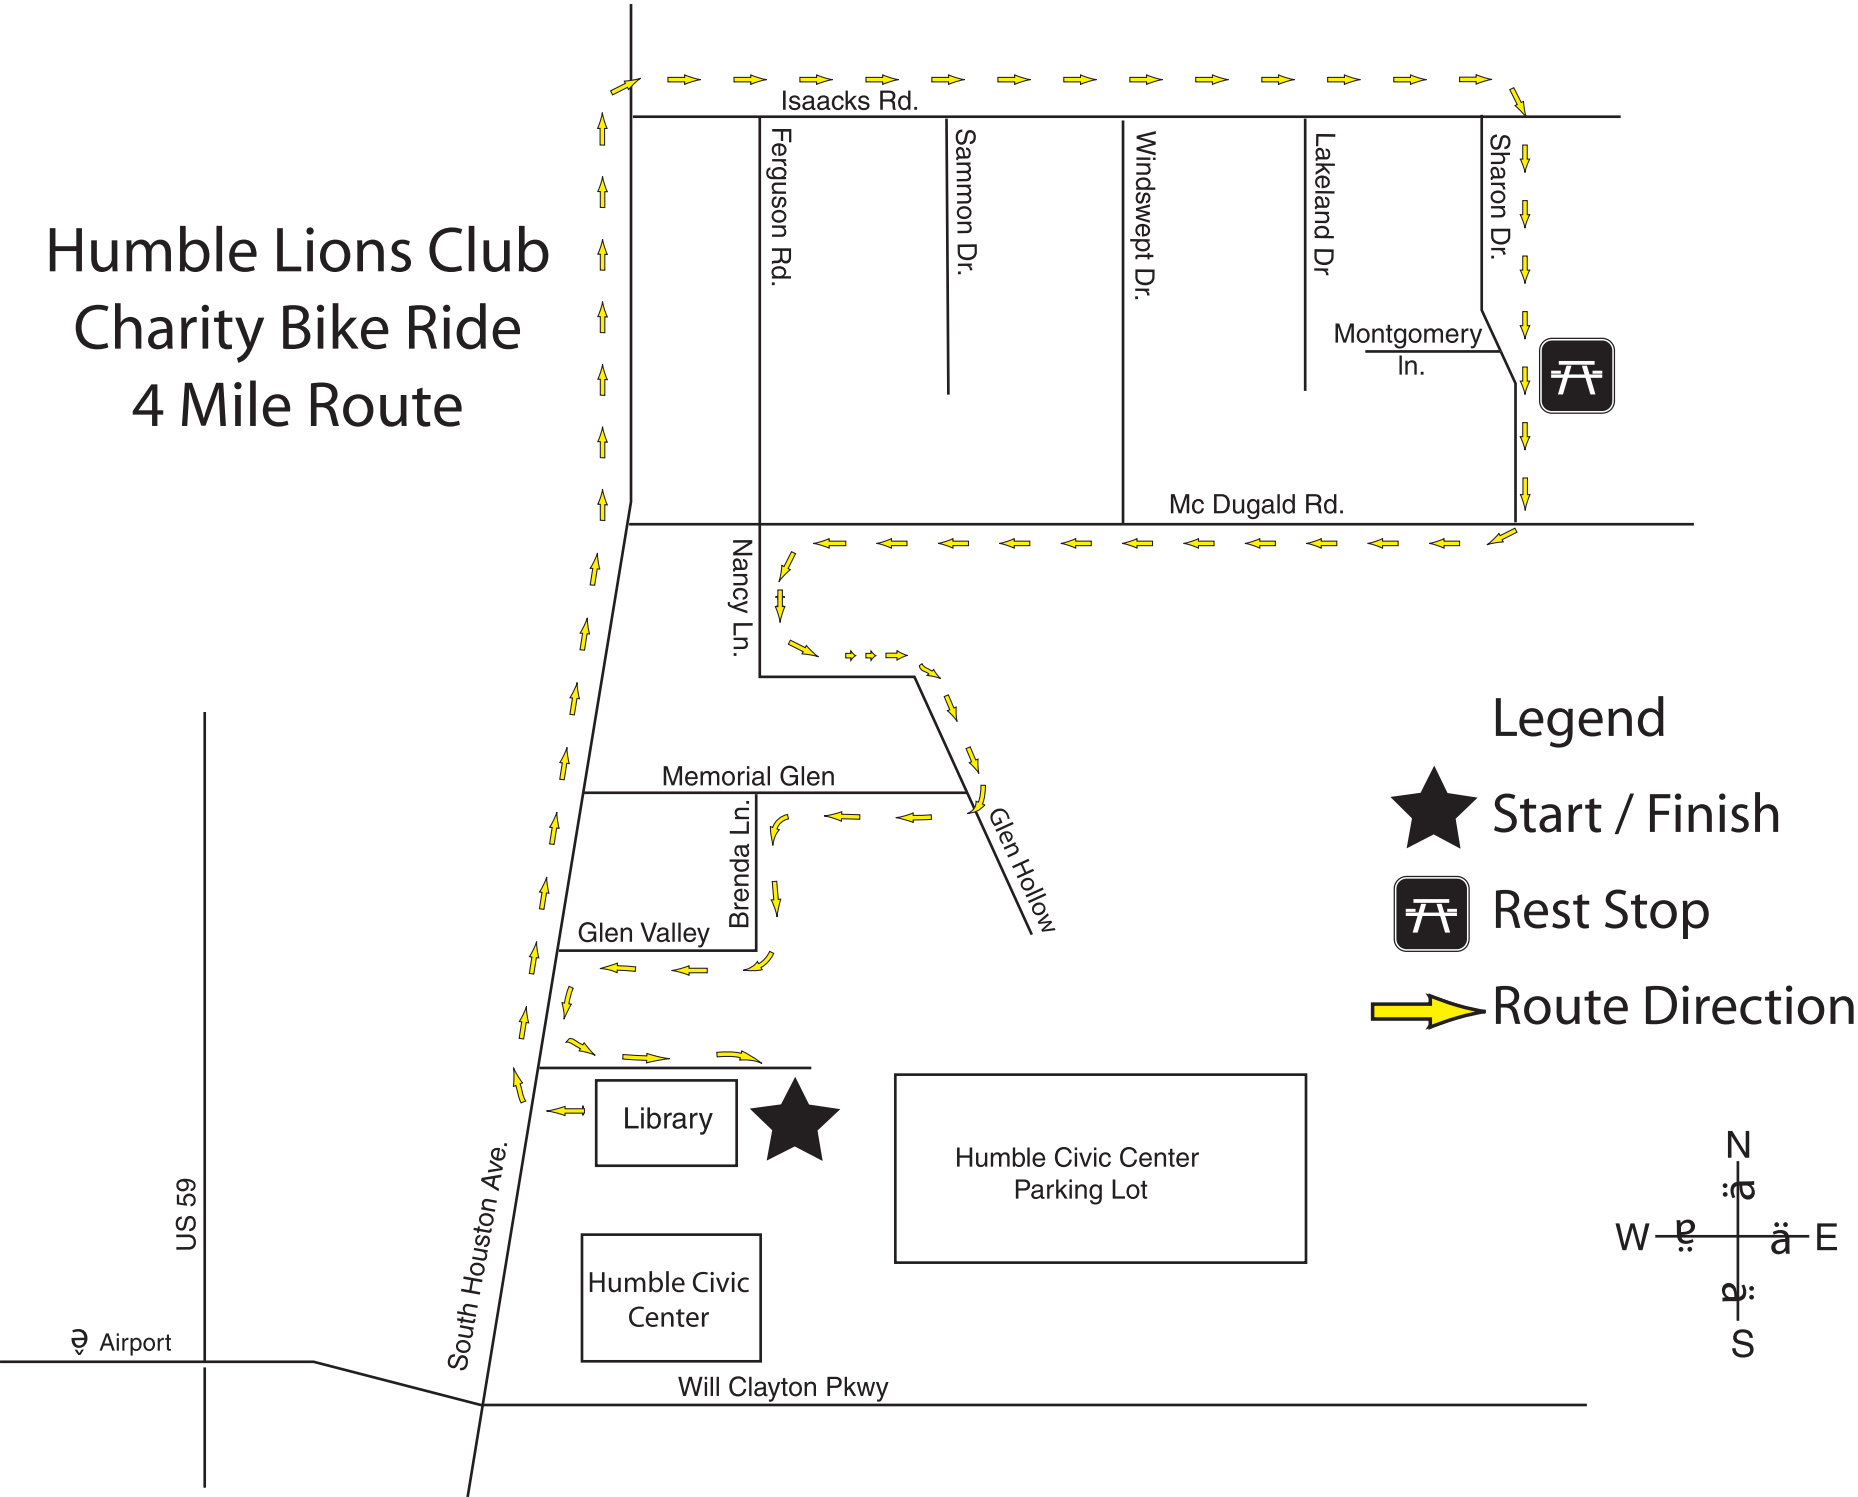 Humble Lions Club
Charity Bike Ride
4 Mile Route
Isaacks Rd.
Ferguson Rd.
Sammon Dr.
Windswept Dr.
Lakeland Dr
Sharon Dr.
Montgomery
ln.
Mc Dugald Rd.
Nancy Ln.
Memorial Glen
Brenda Ln.
Glen Hollow
Glen Valley
Legend
Start / Finish
Rest Stop
Route Direction
Library
Humble Civic Center
Parking Lot
South Houston Ave.
US 59
Humble Civic
Center
Airport
Will Clayton Pkwy
N
ä
W ä ä E
ä
S